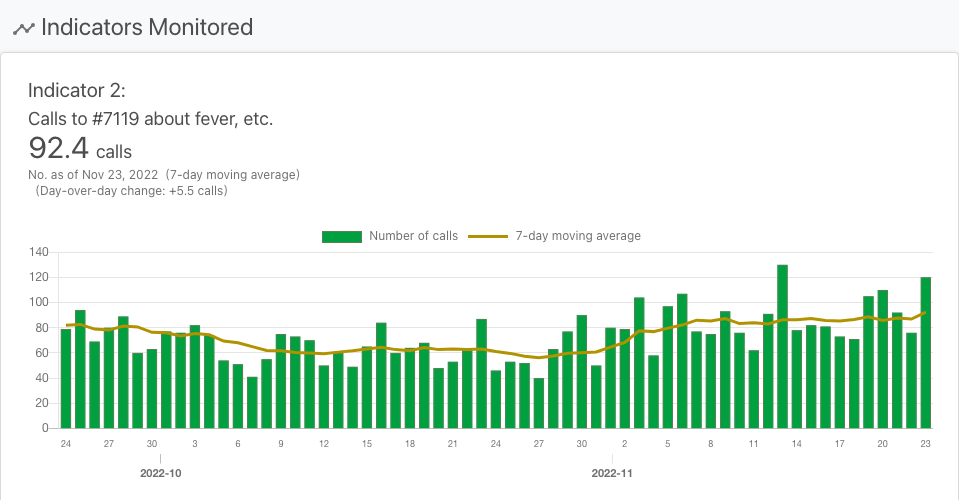 Indicators Monitored
Indicator 2:
Calls to #7119 about fever, etc.
92.4 calls
No. as of Nov 23, 2022 (7-day moving average)
(Day-over-day change: +5.5 calls)
Number of calls 7-day moving average
140
120
100
80
60
40
20
0
24 27 30 3 6 9 12 15 18 21 24 27 30 2 5 8 11 14 17 20 23
2022-10 2022-11